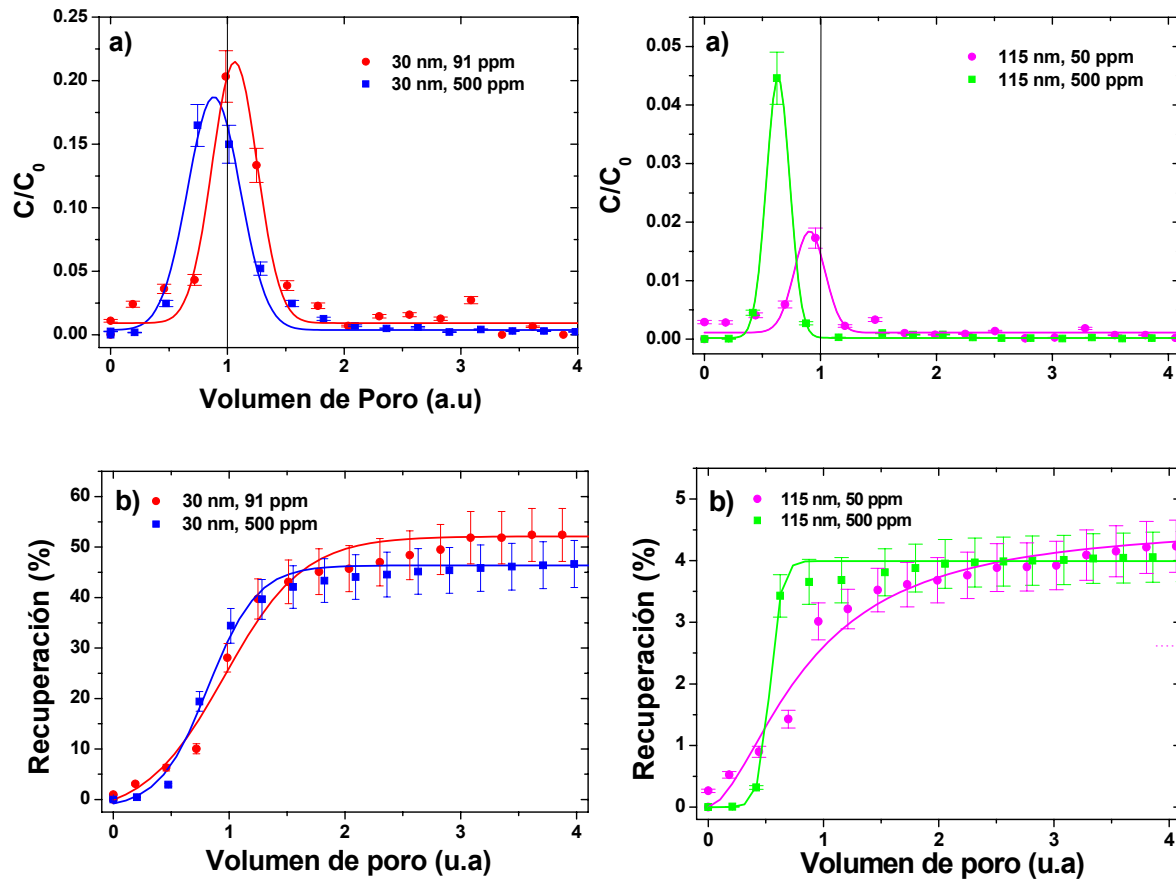 a)
30 nm, 91 ppm
30 nm, 500 ppm
0.25
0.20
0.15
0.10
0.05
0.00
C/C0
0 1 2 3 4
Volumen de Poro (a.u)
a)
115 nm, 50 ppm
115 nm, 500 ppm
0.05
0.04
0.03
0.02
0.01
0.00
C/C0
0 1 2 3 4
b)
30 nm, 91 ppm
30 nm, 500 ppm
60
50
40
30
20
10
0
Recuperación (%)
0 1 2 3 4
Volumen de poro (u.a)
b)
115 nm, 50 ppm
115 nm, 500 ppm
5
4
3
2
1
0
Recuperación (%)
0 1 2 3 4
Volumen de poro (u.a)